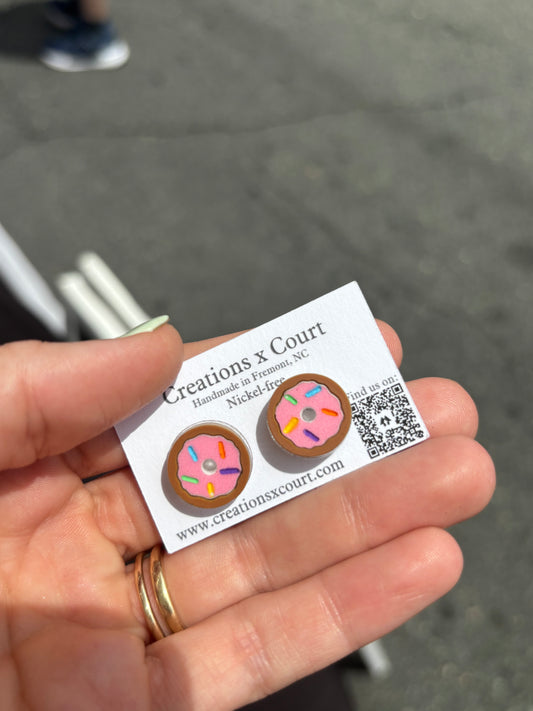 Creations x Court
Handmade in Fremont, NC
Nickel-free
find us on:
www.creationsxcourt.com